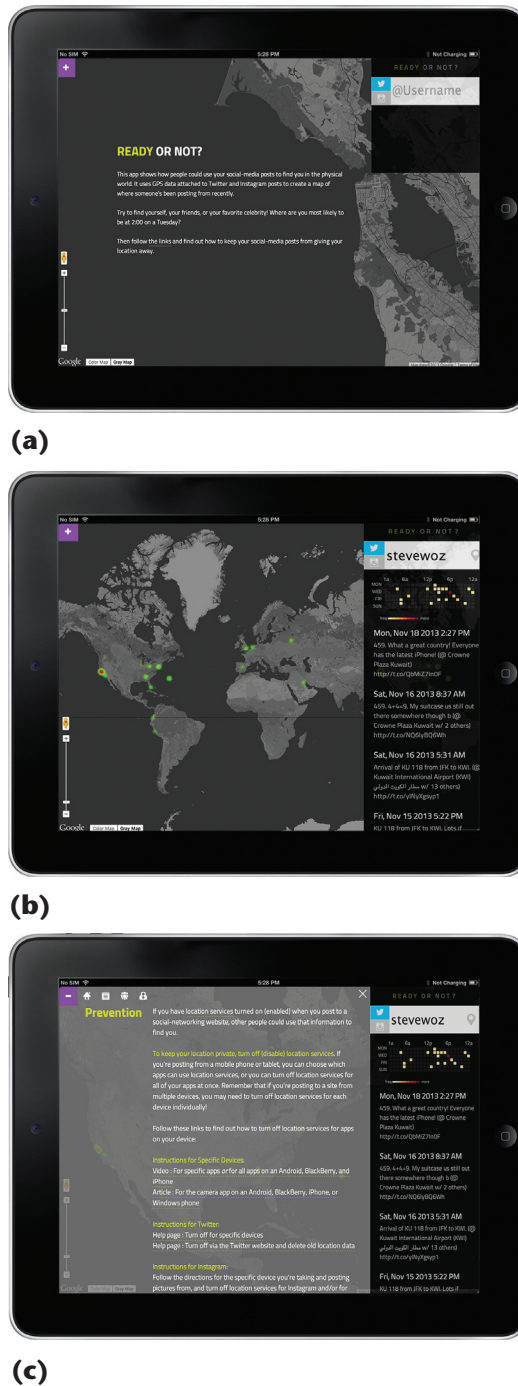 No SIM 5:28 PM Not Charging
+
READY OR NOT?
@Username
READY OR NOT?
This app shows how people could use your social-media posts to find you in the physical
world. It uses GPS data attached to Twitter and Instagram posts to create a map of
where someone's been posting from recently.
Try to find yourself, your friends, or your favorite celebrity! Where are you most likely to
be at 2:00 on a Tuesday?
Then follow the links and find out how to keep your social-media posts from giving your
location away.
Google Color Map Gray Map
(a)
No SIM 5:28 PM Not Charging
+
READY OR NOT?
stevewoz
1a 6a 12p 6p 12a
MON
WED
FRI
SUN
freq more
Mon, Nov 18 2013 2:27 PM
459. What a great country! Everyone
has the latest iPhone! (@ Crowne
Plaza Kuwait)
http://t.co/QbMiZ7In0F
Sat, Nov 16 2013 8:37 AM
459. 4+4=9. My suitcase us still out
there somewhere though b (@
Crowne Plaza Kuwait w/ 2 others)
http://t.co/NQ6lyBQ6Wh
Sat, Nov 16 2013 5:31 AM
Arrival of KU 118 from JFK to KWI. (@
Kuwait International Airport (KWI)
مطار الكويت الدولي w/ 13 others)
http://t.co/yINyXgsyp1
Fri, Nov 15 2013 5:22 PM
KU 118 from JFK to KWI. Lots if
Google Color Map Gray Map
(b)
No SIM 5:28 PM Not Charging
-
READY OR NOT?
stevewoz
Prevention
If you have location services turned on (enabled) when you post to a
social-networking website, other people could use that information to
find you.
To keep your location private, turn off (disable) location services. If
you're posting from a mobile phone or tablet, you can choose which
apps can use location services, or you can turn off location services for
all of your apps at once. Remember that if you're posting to a site from
multiple devices, you may need to turn off location services for each
device individually!
Follow these links to find out how to turn off location services for apps
on your device:
Instructions for Specific Devices:
Video : For specific apps or for all apps on an Android, BlackBerry, and
iPhone
Article : For the camera app on an Android, BlackBerry, iPhone, or
Windows phone
Instructions for Twitter:
Help page : Turn off for specific devices
Help page : Turn off via the Twitter website and delete old location data
Instructions for Instagram:
Follow the directions for the specific device you're taking and posting
pictures from, and turn off location services for Instagram and/or for
1a 6a 12p 6p 12a
MON
WED
FRI
SUN
freq more
Mon, Nov 18 2013 2:27 PM
459. What a great country! Everyone
has the latest iPhone! (@ Crowne
Plaza Kuwait)
http://t.co/QbMiZ7In0F
Sat, Nov 16 2013 8:37 AM
459. 4+4=9. My suitcase us still out
there somewhere though b (@
Crowne Plaza Kuwait w/ 2 others)
http://t.co/NQ6lyBQ6Wh
Sat, Nov 16 2013 5:31 AM
Arrival of KU 118 from JFK to KWI. (@
Kuwait International Airport (KWI)
مطار الكويت الدولي w/ 13 others)
http://t.co/yINyXgsyp1
Fri, Nov 15 2013 5:22 PM
KU 118 from JFK to KWI. Lots if
(c)